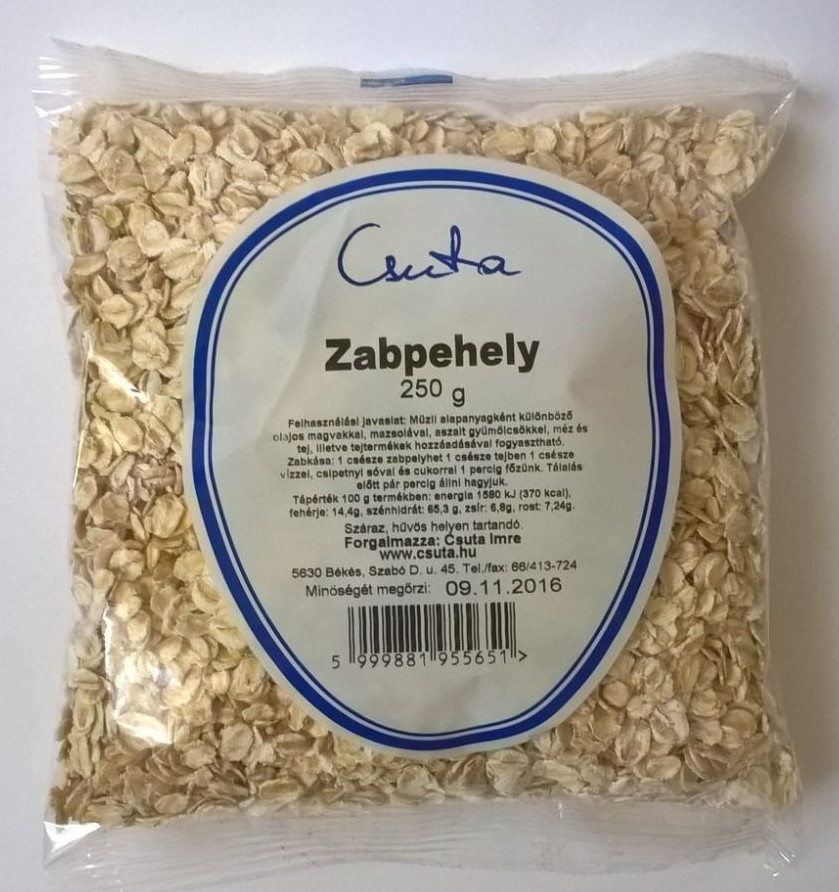 Csuta
Zabpehely
250 g
Felhasználási javaslat: Müzli alapanyagként különböző
olajos magvakkal, mazsolával, aszalt gyümölcsökkel, méz és
tej, illetve tejtermékek hozzáadásával fogyasztható.
Zabkása: 1 csésze zabpelyhet 1 csésze tejben 1 csésze
vízzel, csipetnyi sóval és cukorral 1 percig főzünk. Tálalás
előtt pár percig állni hagyjuk.
Tápérték 100 g termékben: energia 1580 kJ (370 kcal),
fehérje: 14,4g, szénhidrát: 65,3 g, zsír: 6,8g, rost: 7,24g.
Száraz, hűvös helyen tartandó.
Forgalmazza: Csuta Imre
www.csuta.hu
5630 Békés, Szabó D. u. 45. Tel./fax: 66/413-724
Minőségét megőrzi: 09.11.2016
5 999881 955651 >